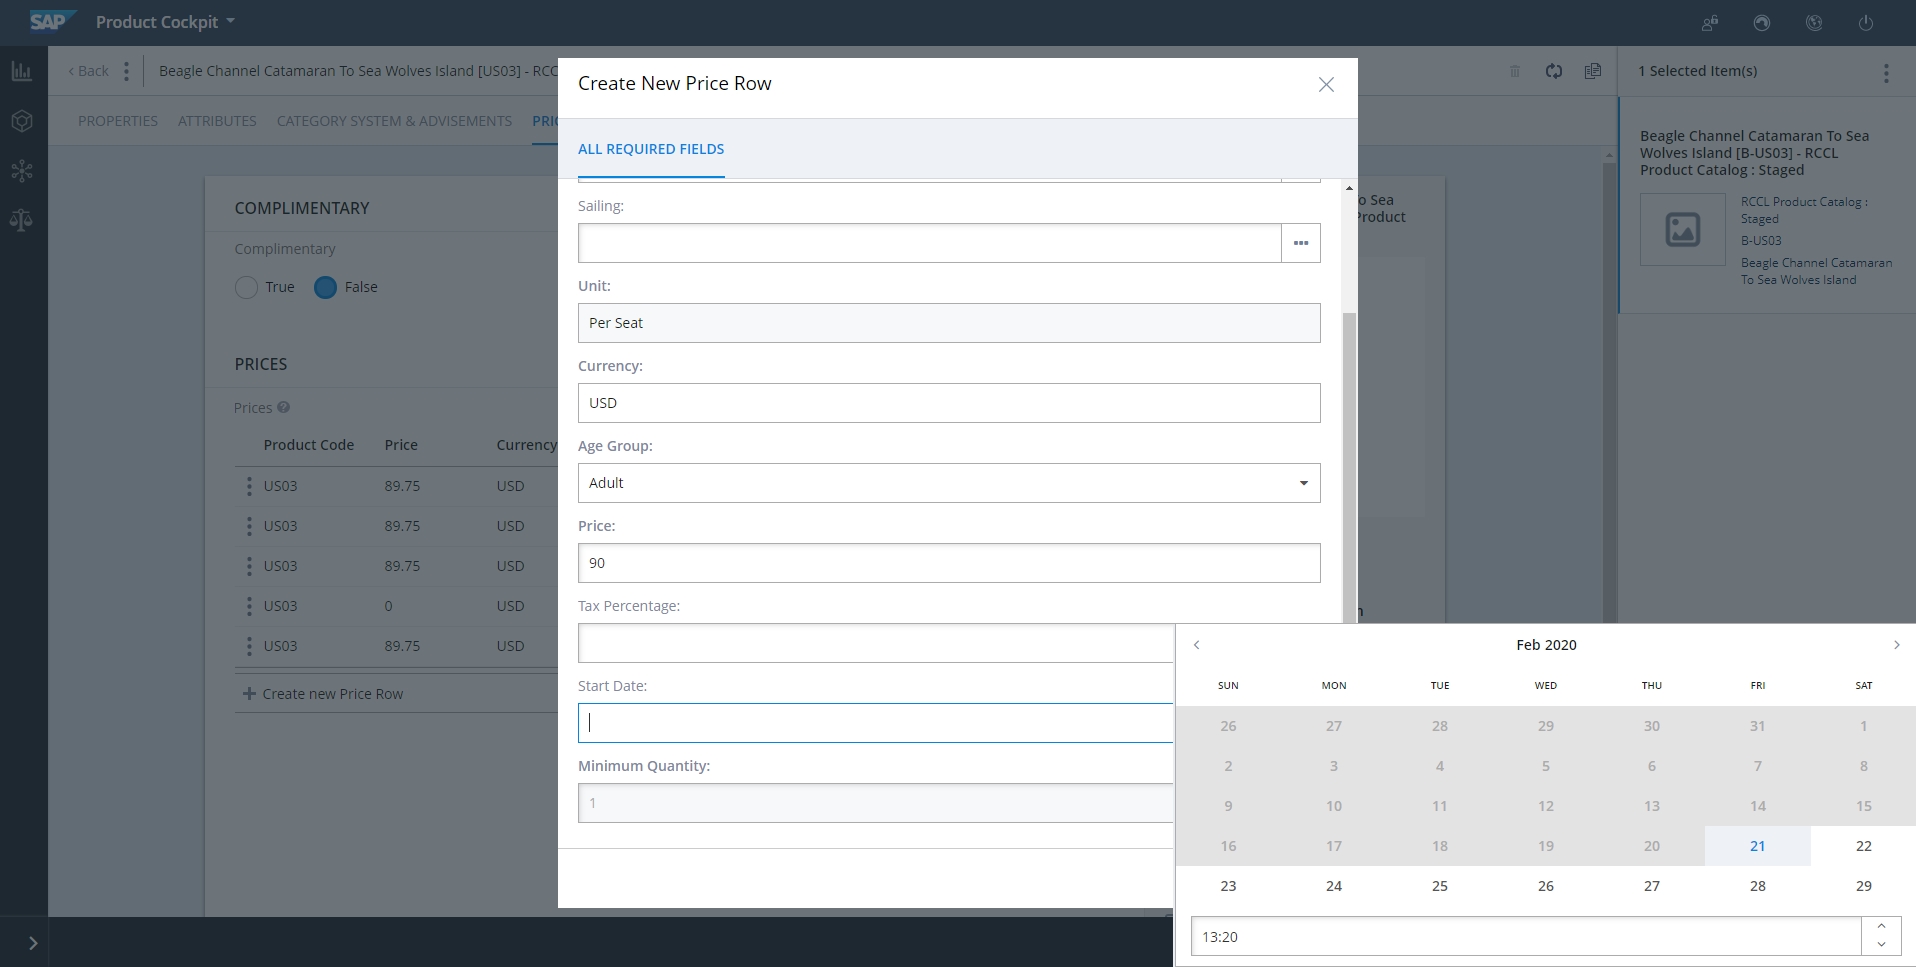 SAP Product Cockpit
Back
Beagle Channel Catamaran To Sea Wolves Island [US03] - RCC
1 Selected Item(s)
PROPERTIES ATTRIBUTES CATEGORY SYSTEM & ADVISEMENTS
COMPLIMENTARY
Complimentary
True False
PRICES
Prices
Product Code Price Currency
US03 89.75 USD
US03 89.75 USD
US03 89.75 USD
US03 0 USD
US03 89.75 USD
Create new Price Row
Create New Price Row
ALL REQUIRED FIELDS
Sailing:
Unit:
Per Seat
Currency:
USD
Age Group:
Adult
Price:
90
Tax Percentage:
Start Date:
Minimum Quantity:
1
o Sea
Product
Beagle Channel Catamaran To Sea
Wolves Island [B-US03] - RCCL
Product Catalog : Staged
RCCL Product Catalog :
Staged
B-US03
Beagle Channel Catamaran
To Sea Wolves Island
Feb 2020
SUN MON TUE WED THU FRI SAT
26 27 28 29 30 31 1
2 3 4 5 6 7 8
9 10 11 12 13 14 15
16 17 18 19 20 21 22
23 24 25 26 27 28 29
13:20